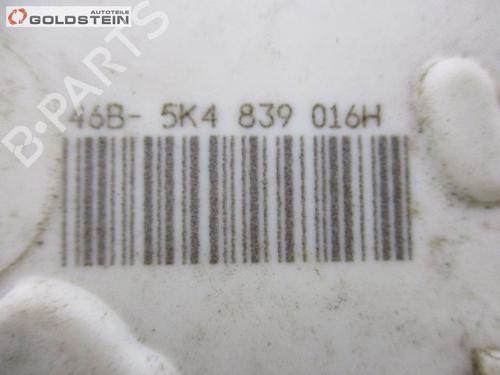 AUTOTEILE
GOLDSTEIN
46B- 5K4 839 016H
B-PARTS